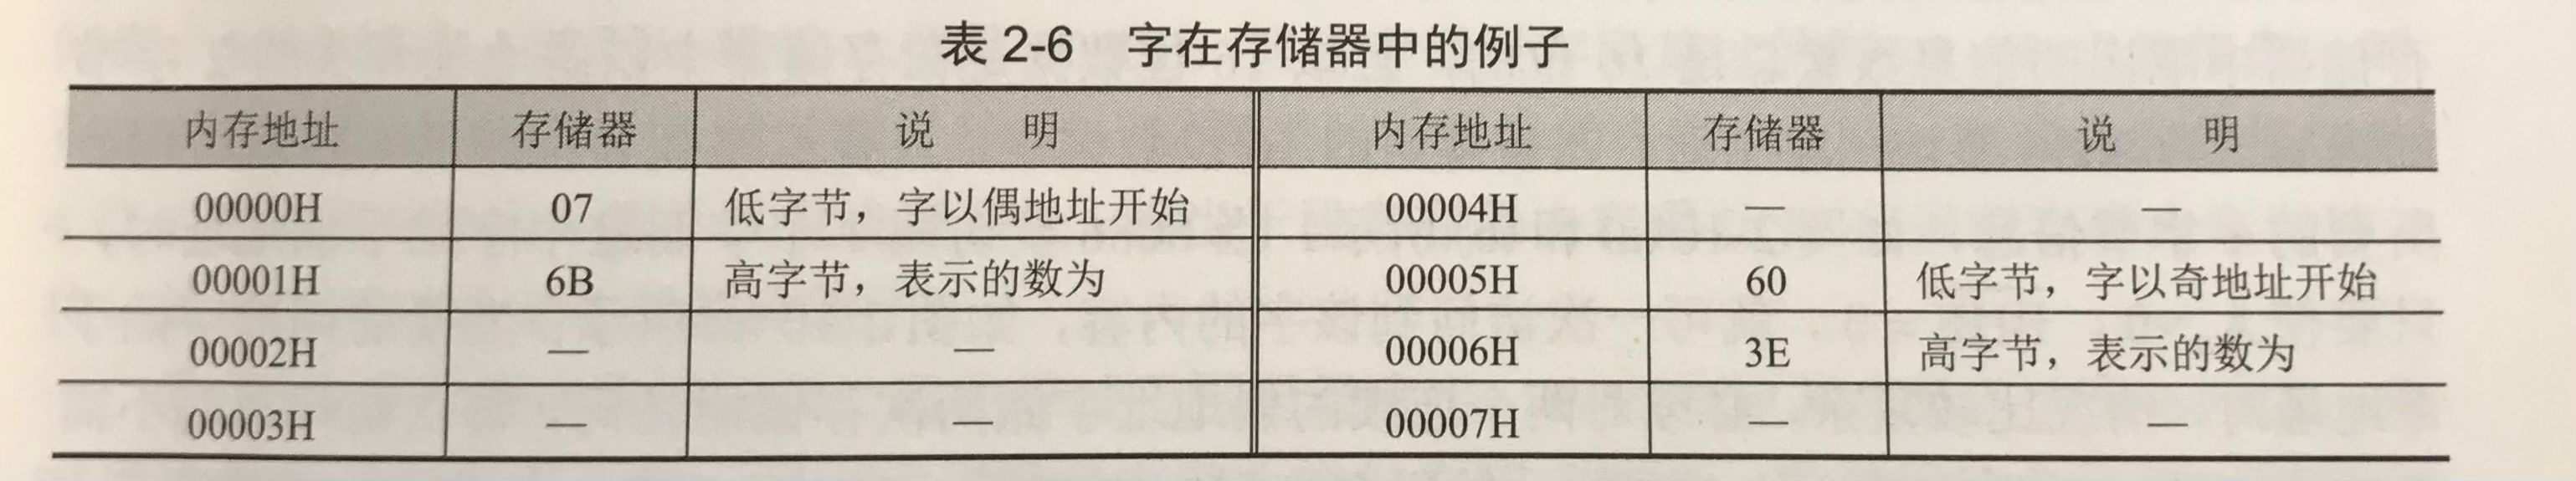 表 2-6 字在存储器中的例子
内存地址 存储器 说 明 内存地址 存储器 说 明
00000H 07 低字节，字以偶地址开始 00004H — —
00001H 6B 高字节，表示的数为 00005H 60 低字节，字以奇地址开始
00002H — — 00006H 3E 高字节，表示的数为
00003H — — 00007H — —